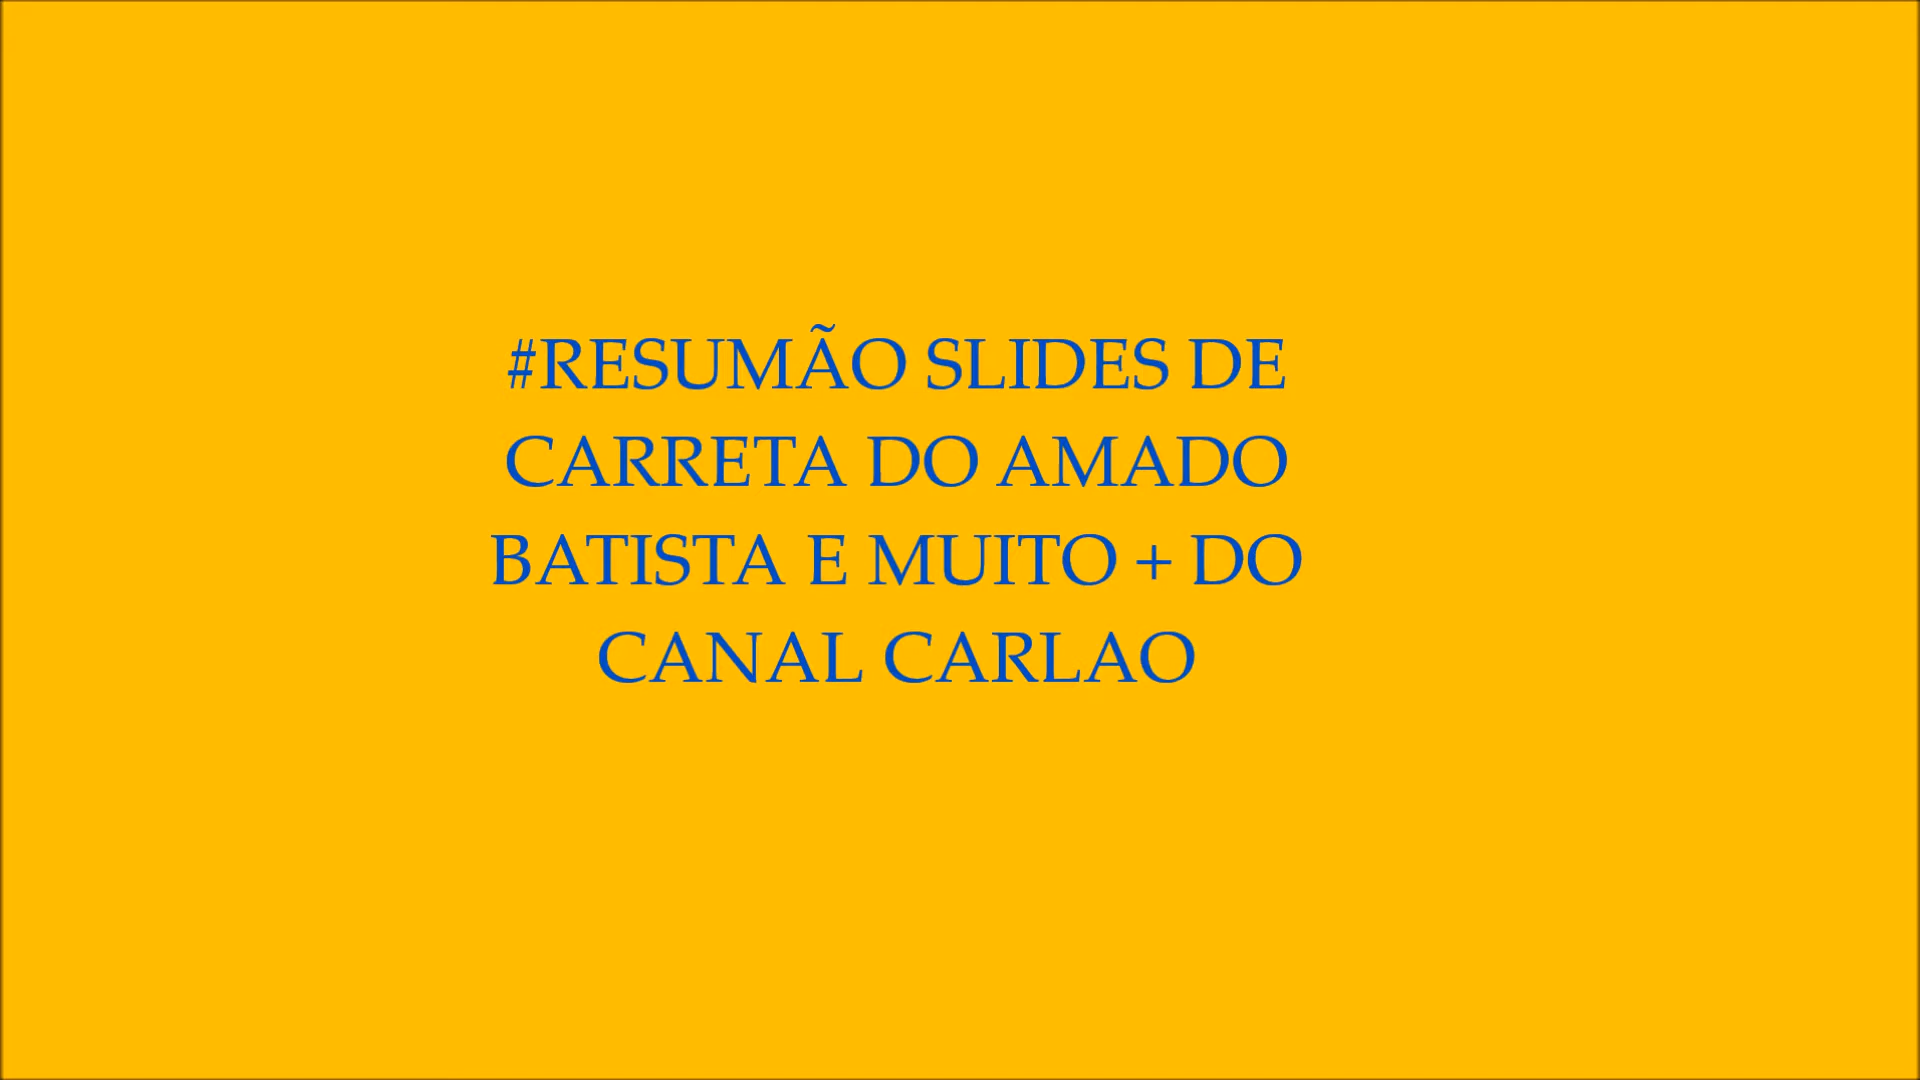 #RESUMÃO SLIDES DE
CARRETA DO AMADO
BATISTA E MUITO + DO
CANAL CARLAO